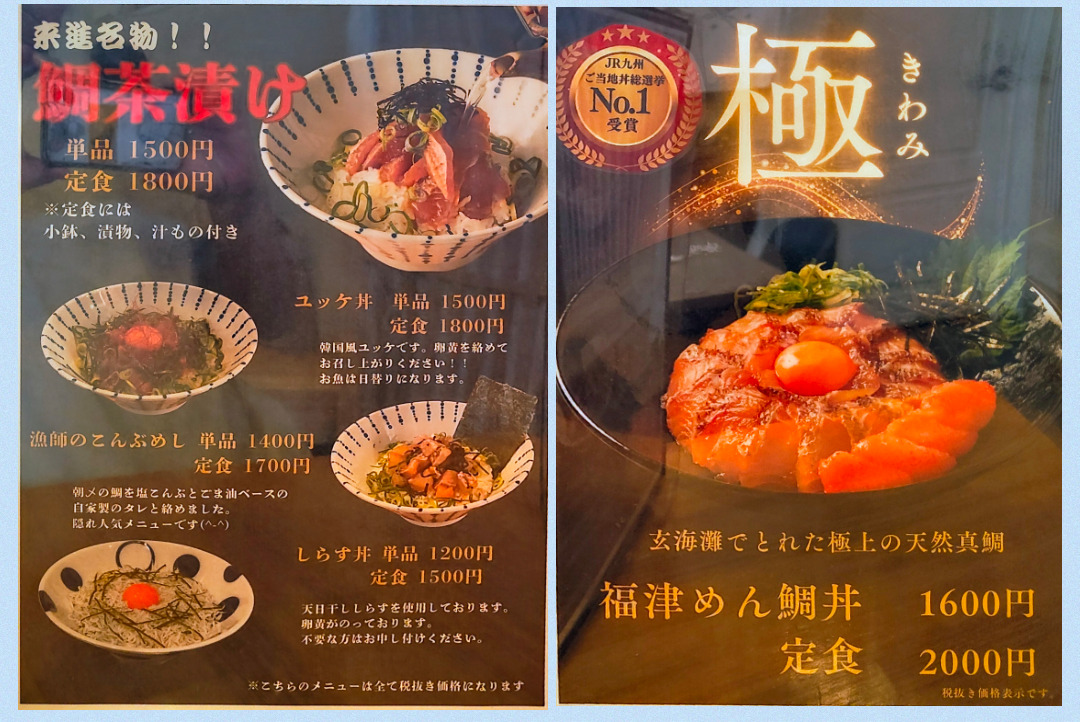 来進名物！！
鯛茶漬け
単品 1500円
定食 1800円
※定食には
小鉢、漬物、汁もの付き
ユッケ丼 単品 1500円
定食 1800円
韓国風ユッケです。卵黄を絡めて
お召し上がりください！！
お魚は日替りになります。
漁師のこんぶめし 単品 1400円
定食 1700円
朝〆の鯛を塩こんぶとごま油ベースの
自家製のタレと絡めました。
隠れ人気メニューです(^-^)
しらす丼 単品 1200円
定食 1500円
天日干ししらすを使用しております。
卵黄がのっております。
不要な方はお申し付けください。
※こちらのメニューは全て税抜き価格になります
JR九州
ご当地丼総選挙
No.1
受賞
極
きわみ
玄海灘でとれた極上の天然真鯛
福津めん鯛丼 1600円
定食 2000円
税抜き価格表示です。